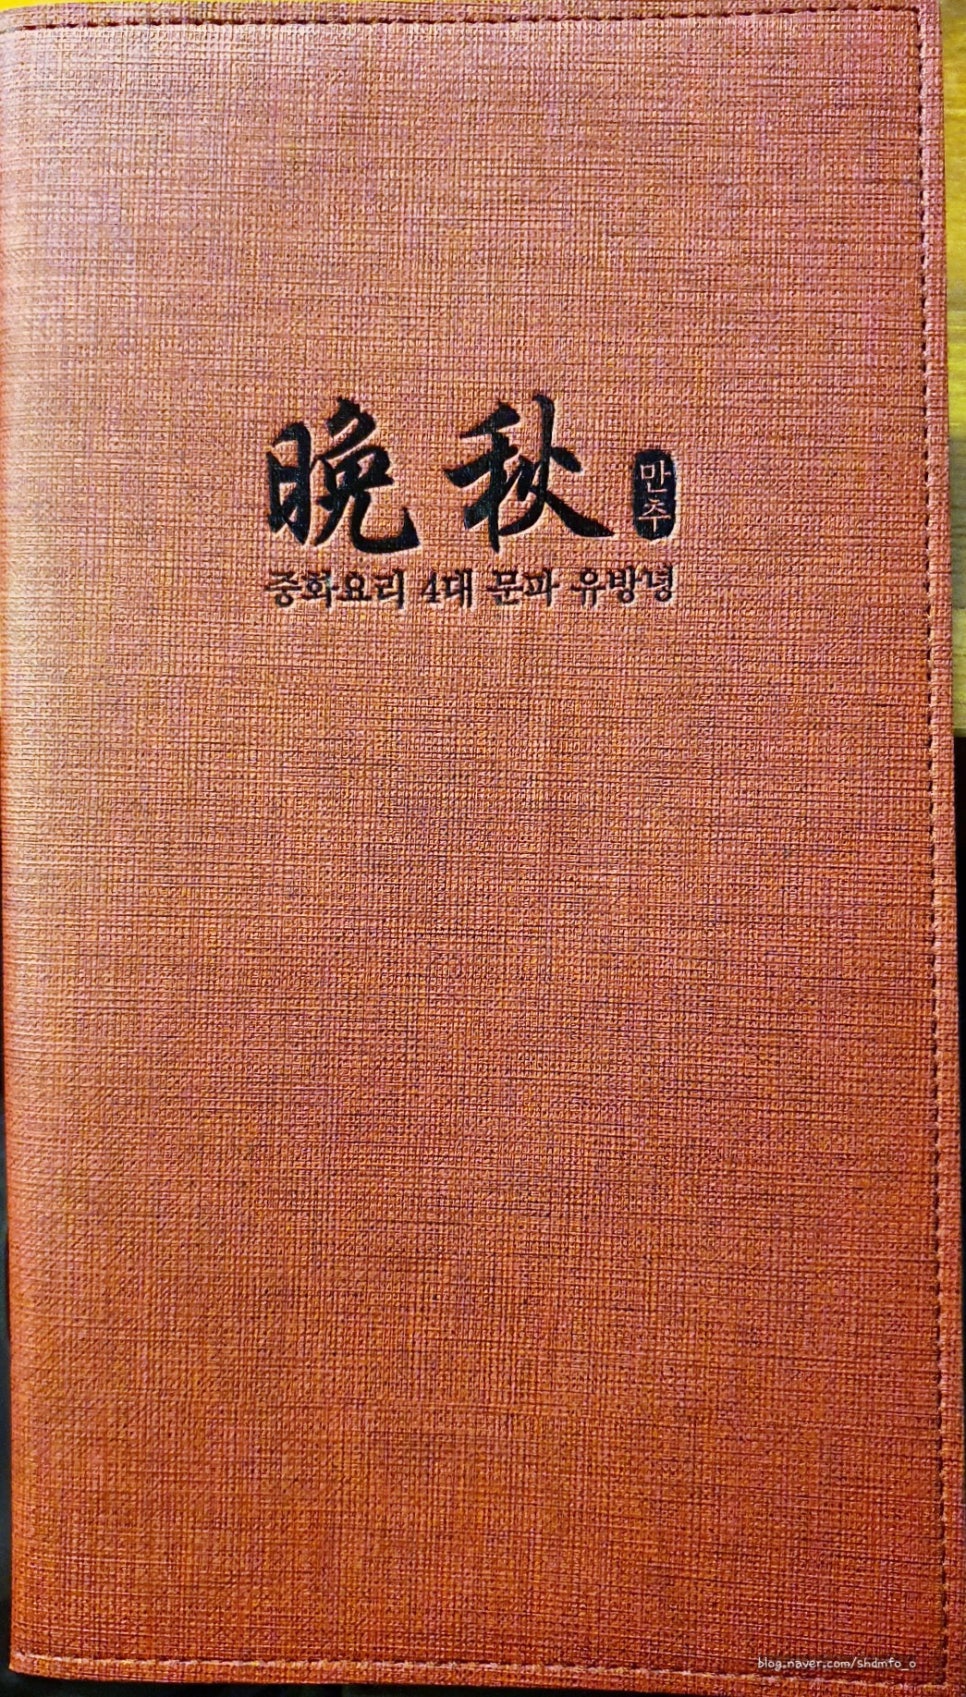 晩秋 만추
중화요리 4대 문파 유방녕
blog.naver.com/shdmfo_o